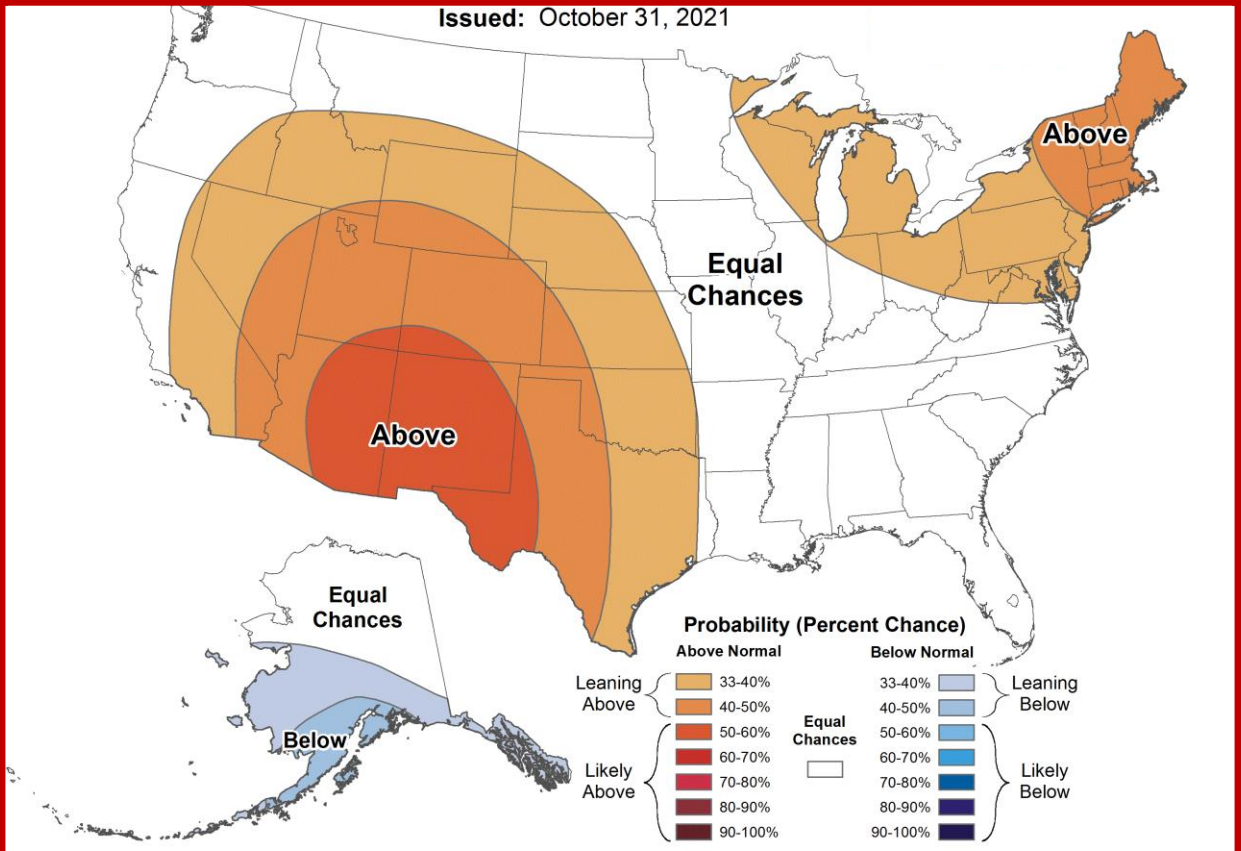 Issued: October 31, 2021
Above
Equal
Chances
Above
Equal
Chances
Below
Probability (Percent Chance)
Above Normal
Below Normal
Leaning
Above
33-40%
40-50%
Likely
Above
50-60%
60-70%
70-80%
80-90%
90-100%
Equal
Chances
33-40%
40-50%
Leaning
Below
50-60%
60-70%
70-80%
80-90%
90-100%
Likely
Below